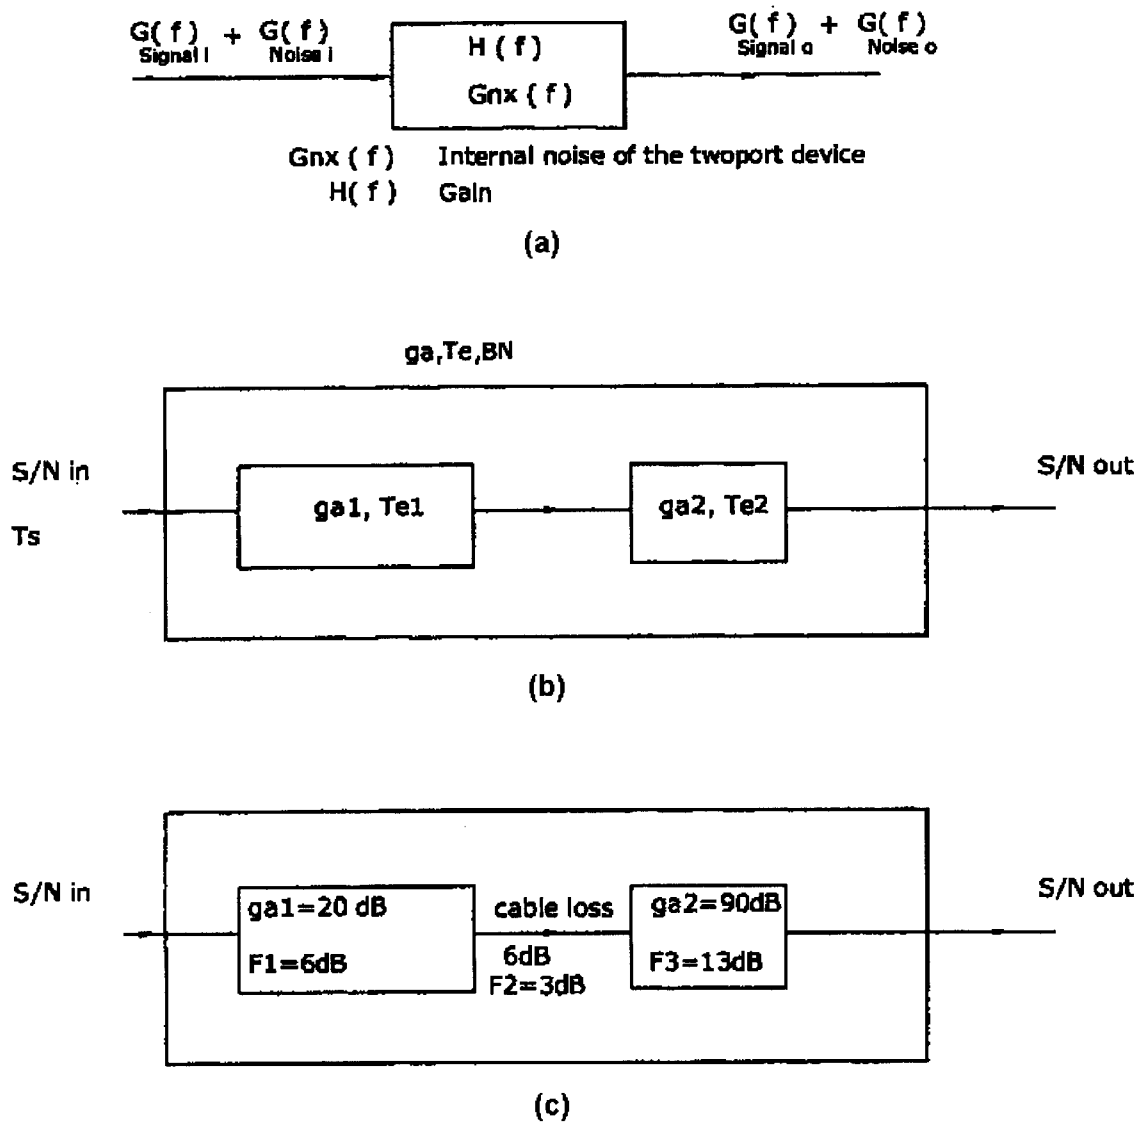 G( f ) + G( f )
Signal i Noise i
H ( f )
Gnx ( f )
G( f ) + G( f )
Signal o Noise o
Gnx ( f ) Internal noise of the twoport device
H( f ) Gain
(a)
ga,Te,BN
S/N in
Ts
ga1, Te1
ga2, Te2
S/N out
(b)
S/N in
ga1=20 dB
F1=6dB
cable loss
6dB
F2=3dB
ga2=90dB
F3=13dB
S/N out
(c)